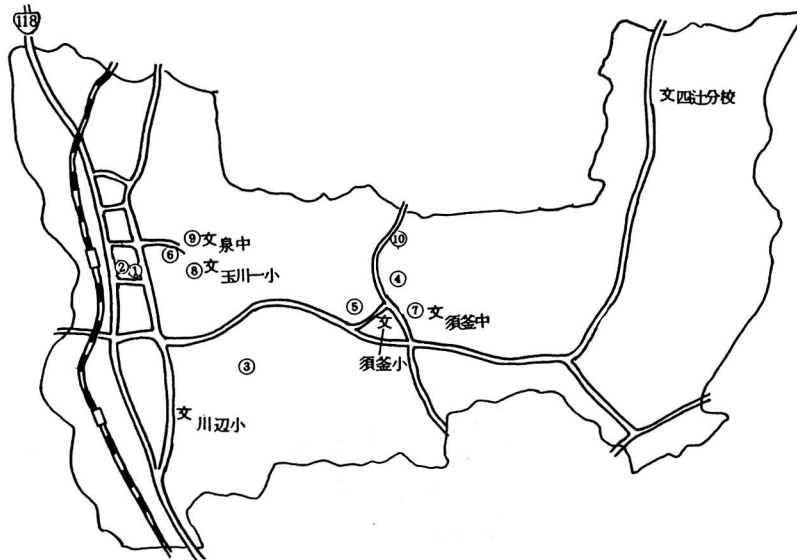 118
文四辻分校
⑨文泉中
⑥
②①
⑧文玉川一小
⑩
④
⑤
⑦文須釜中
文
須釜小
③
文川辺小